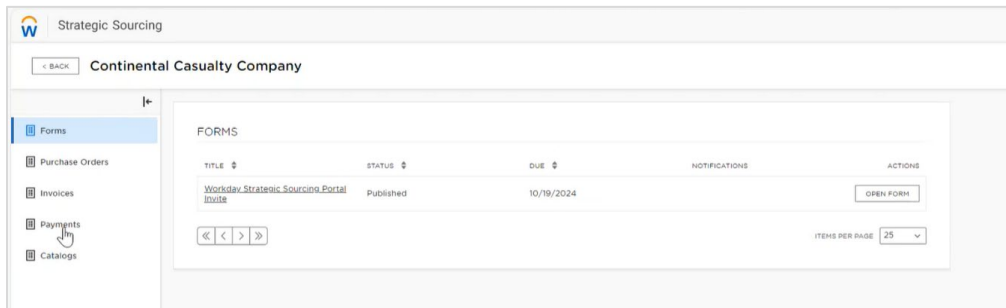 W Strategic Sourcing
< BACK Continental Casualty Company
Forms
Purchase Orders
Invoices
Payments
Catalogs
FORMS
TITLE STATUS DUE NOTIFICATIONS ACTIONS
Workday Strategic Sourcing Portal Invite Published 10/19/2024 OPEN FORM
ITEMS PER PAGE 25